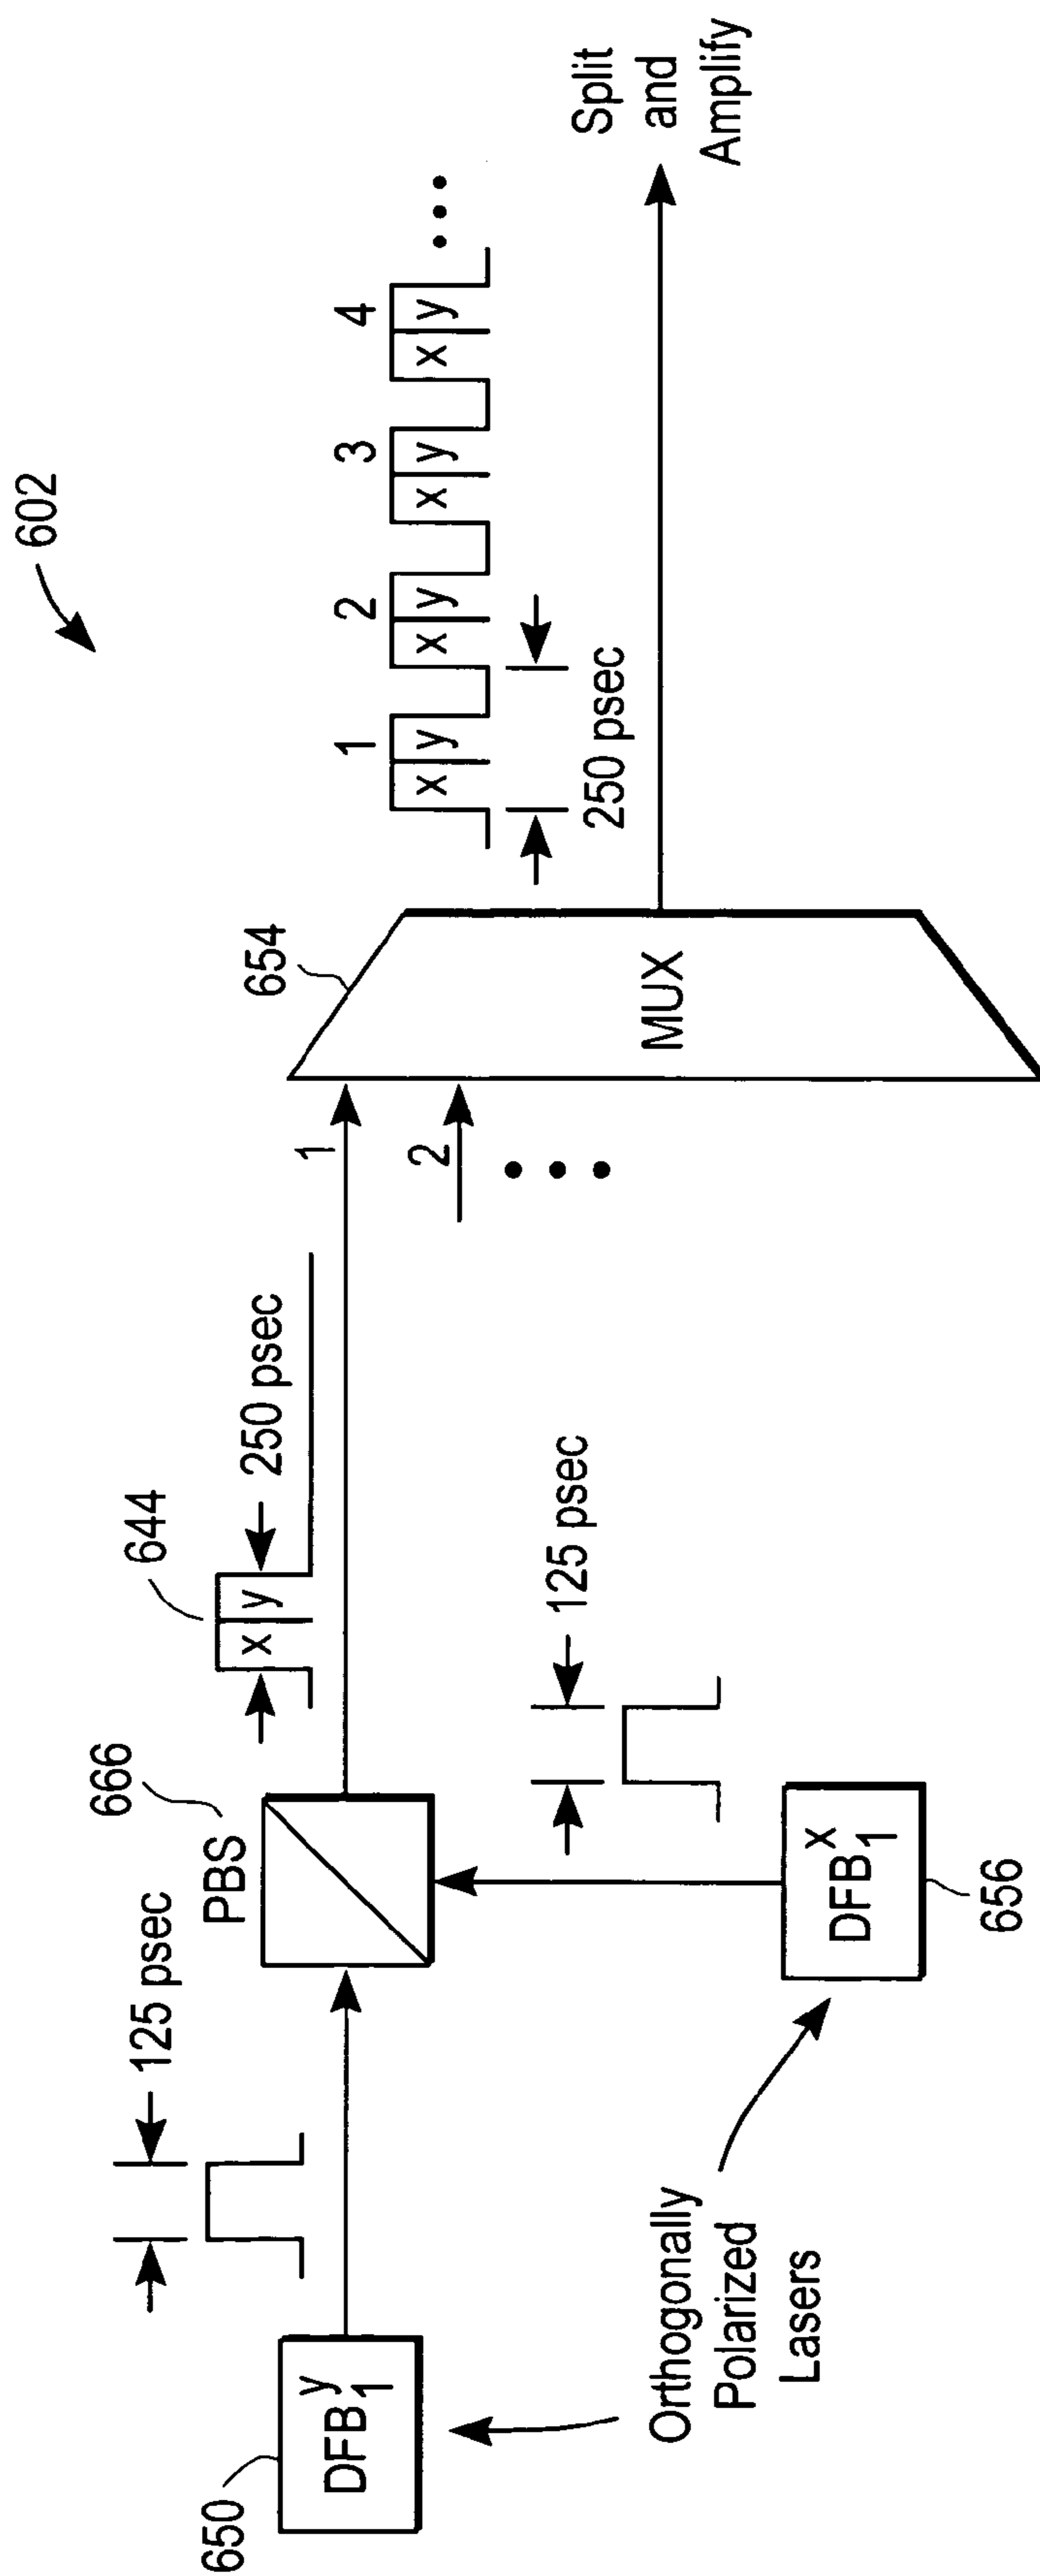 602
650
DFB₁ʸ
125 psec
PBS
666
644
x y
250 psec
125 psec
DFB₁ˣ
656
Orthogonally
Polarized
Lasers
1
2
654
MUX
1 2 3 4
x y x y x y x y
250 psec
Split
and
Amplify